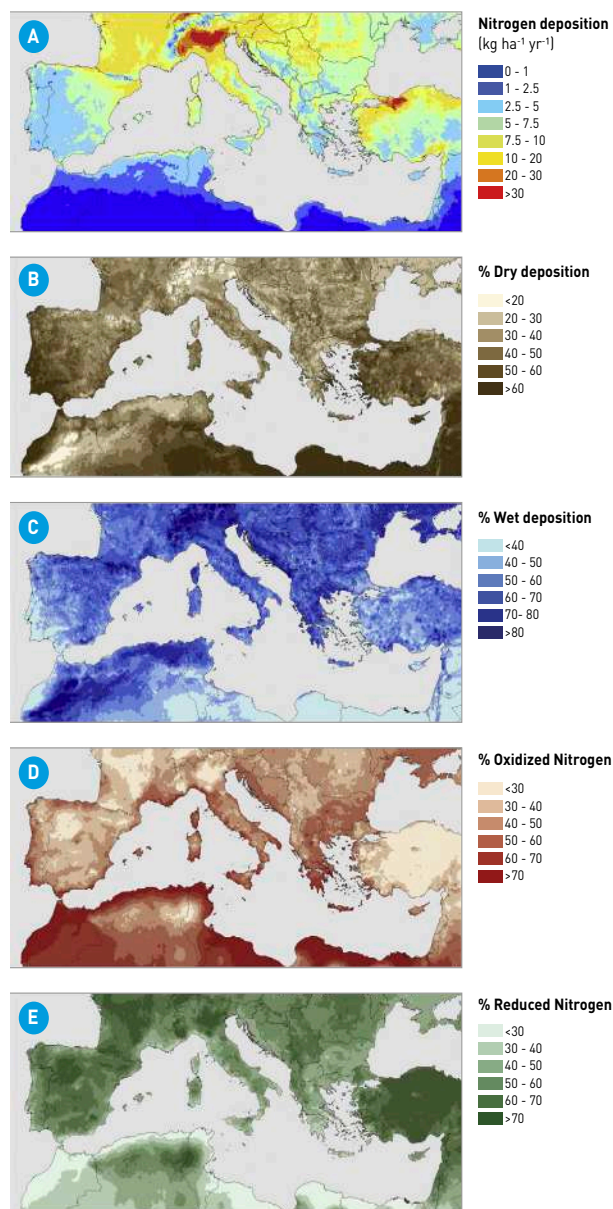 A
Nitrogen deposition
(kg ha⁻¹ yr⁻¹)
0 - 1
1 - 2.5
2.5 - 5
5 - 7.5
7.5 - 10
10 - 20
20 - 30
>30
B
% Dry deposition
<20
20 - 30
30 - 40
40 - 50
50 - 60
>60
C
% Wet deposition
<40
40 - 50
50 - 60
60 - 70
70- 80
>80
D
% Oxidized Nitrogen
<30
30 - 40
40 - 50
50 - 60
60 - 70
>70
E
% Reduced Nitrogen
<30
30 - 40
40 - 50
50 - 60
60 - 70
>70